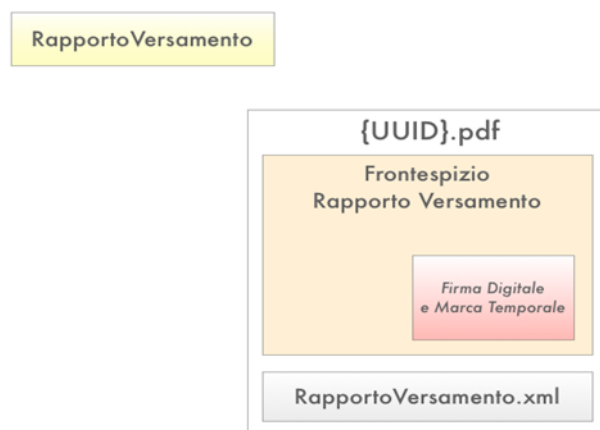 RapportoVersamento
{UUID}.pdf
Frontespizio
Rapporto Versamento
Firma Digitale
e Marca Temporale
RapportoVersamento.xml